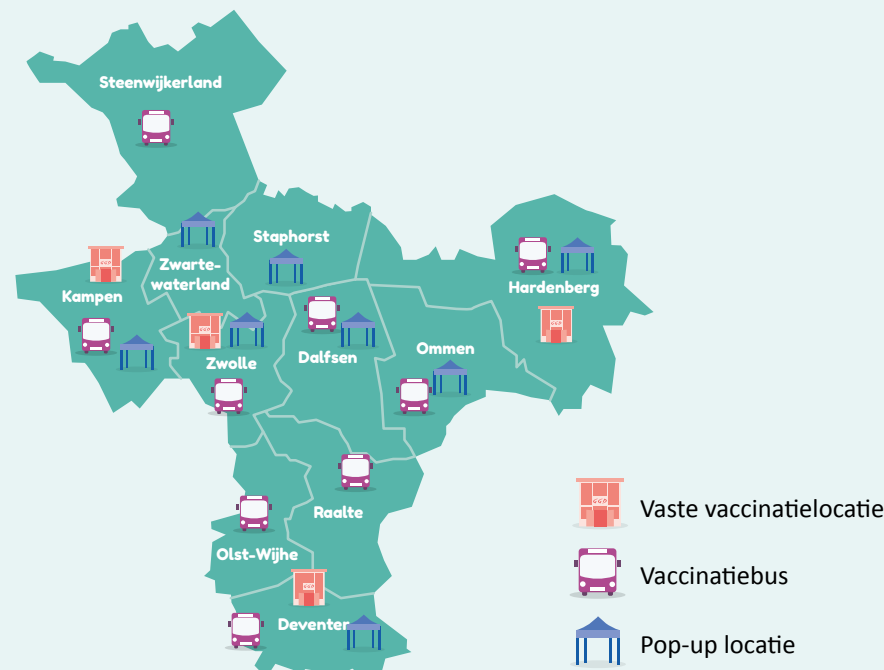 Steenwijkerland
Staphorst
Zwarte-
waterland
Hardenberg
Kampen
Ommen
Dalfsen
Zwolle
Raalte
Olst-Wijhe
Deventer
GGD
Vaste vaccinatielocatie
Vaccinatiebus
Pop-up locatie